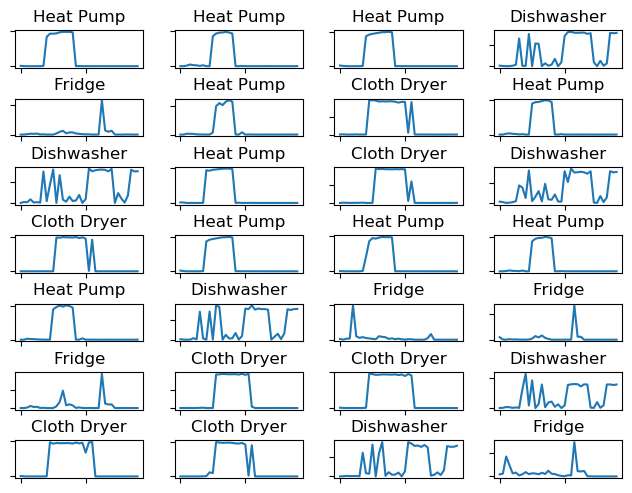 Heat Pump Heat Pump Heat Pump Dishwasher
Fridge Heat Pump Cloth Dryer Heat Pump
Dishwasher Heat Pump Cloth Dryer Dishwasher
Cloth Dryer Heat Pump Heat Pump Heat Pump
Heat Pump Dishwasher Fridge Fridge
Fridge Cloth Dryer Cloth Dryer Dishwasher
Cloth Dryer Cloth Dryer Dishwasher Fridge